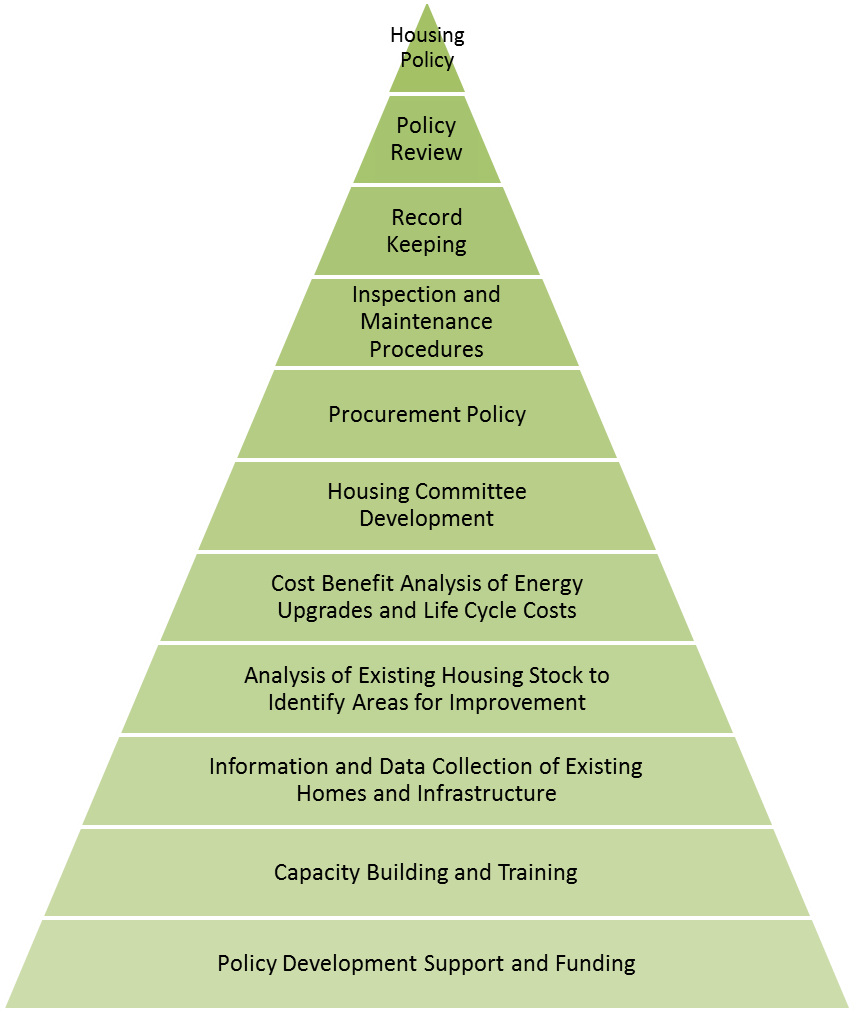 Housing
Policy
Policy
Review
Record
Keeping
Inspection and
Maintenance
Procedures
Procurement Policy
Housing Committee
Development
Cost Benefit Analysis of Energy
Upgrades and Life Cycle Costs
Analysis of Existing Housing Stock to
Identify Areas for Improvement
Information and Data Collection of Existing
Homes and Infrastructure
Capacity Building and Training
Policy Development Support and Funding